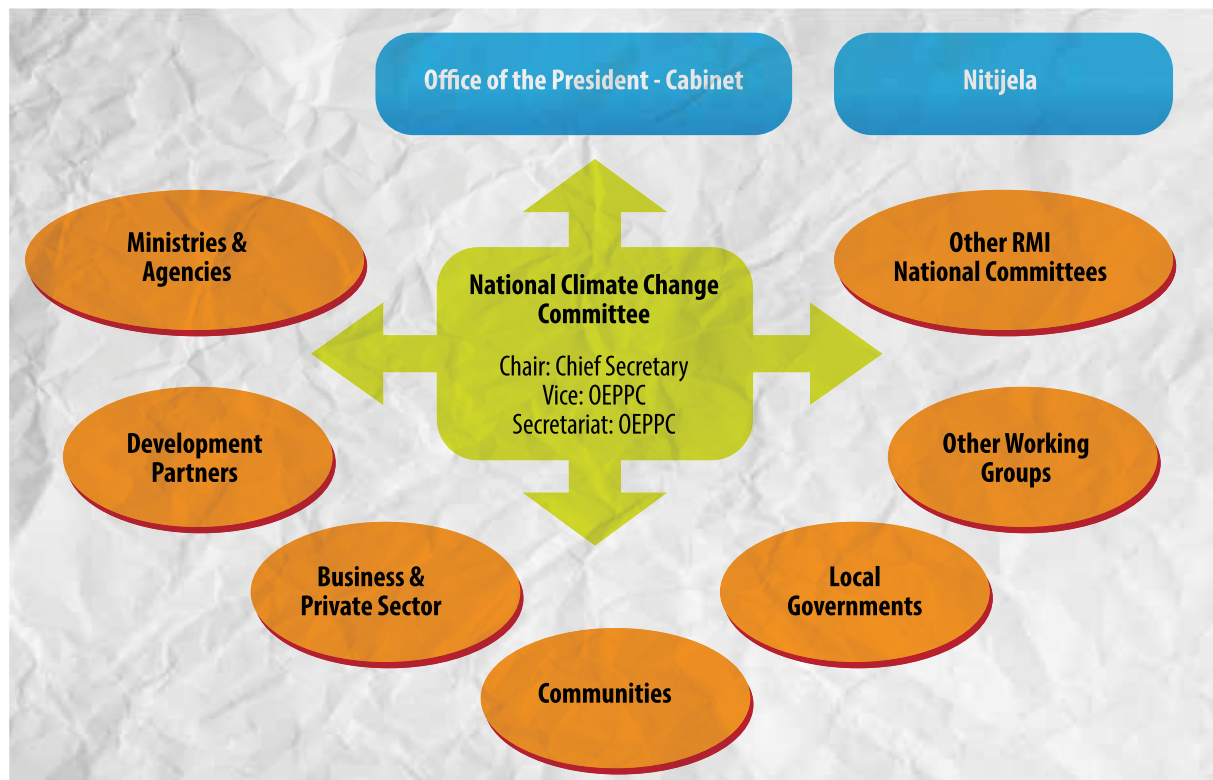 Office of the President - Cabinet
Nitijela
Ministries &
Agencies
National Climate Change
Committee
Chair: Chief Secretary
Vice: OEPPC
Secretariat: OEPPC
Other RMI
National Committees
Development
Partners
Other Working
Groups
Business &
Private Sector
Local
Governments
Communities